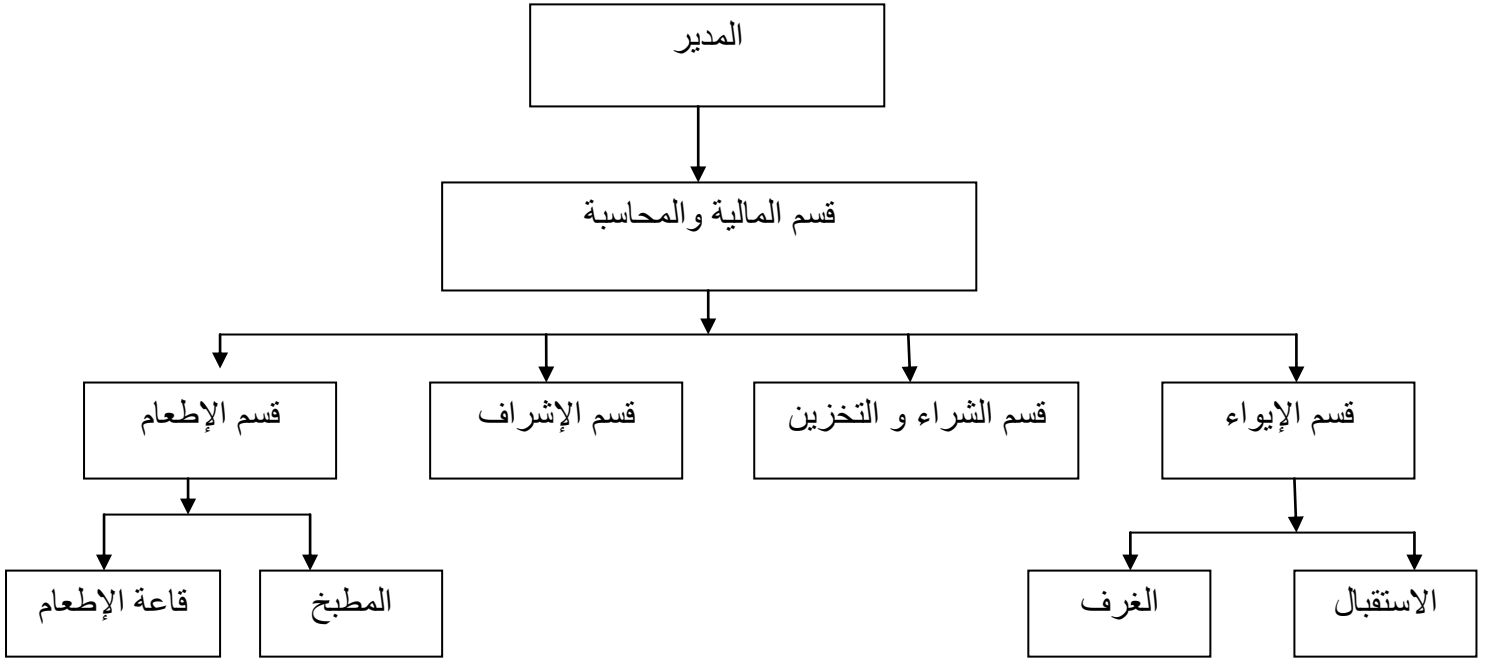 المدير
قسم المالية والمحاسبة
قسم الإيواء
قسم الشراء و التخزين
قسم الإشراف
قسم الإطعام
الاستقبال
الغرف
المطبخ
قاعة الإطعام